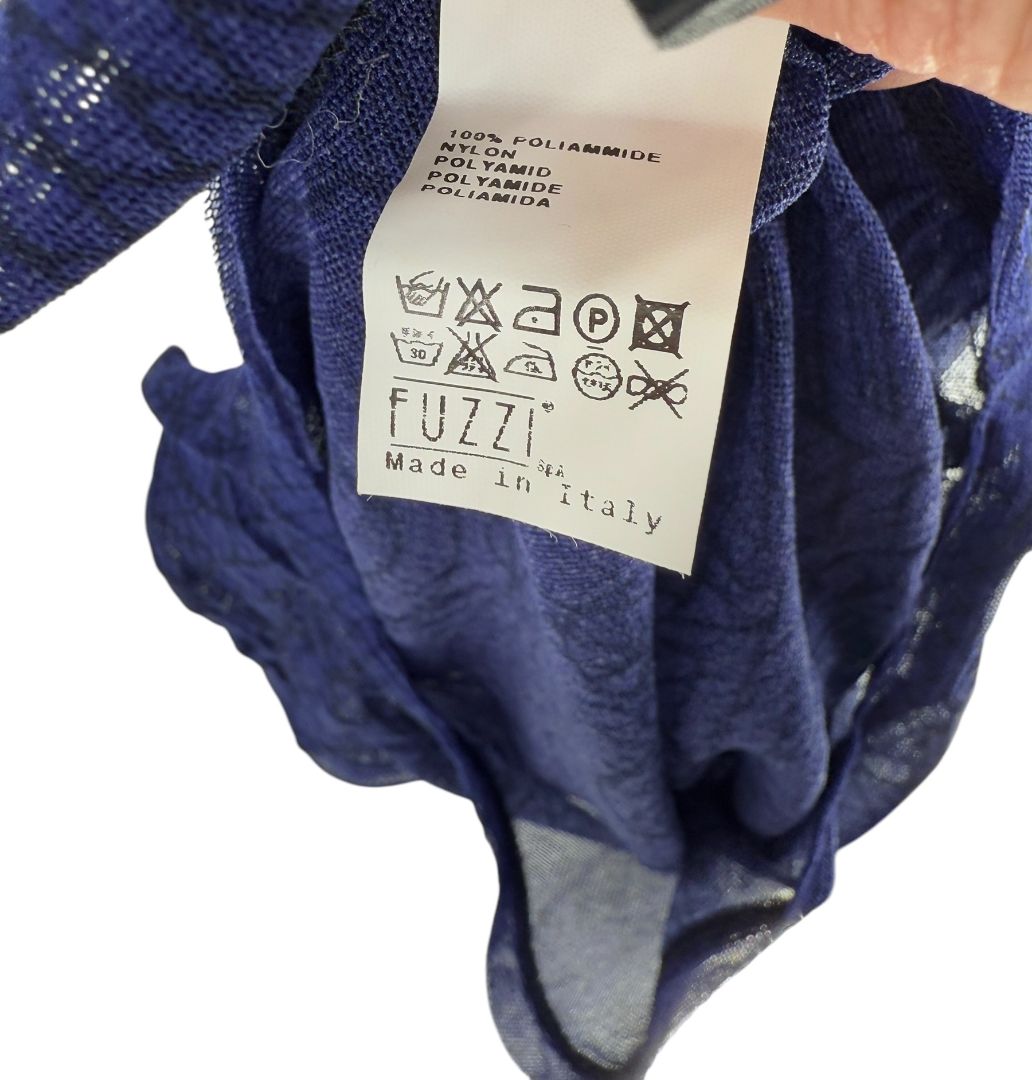 100% POLIAMMIDE
NYLON
POLYAMID
POLYAMIDE
POLIAMIDA
P
30
FUZZI
SpA
Made in Italy